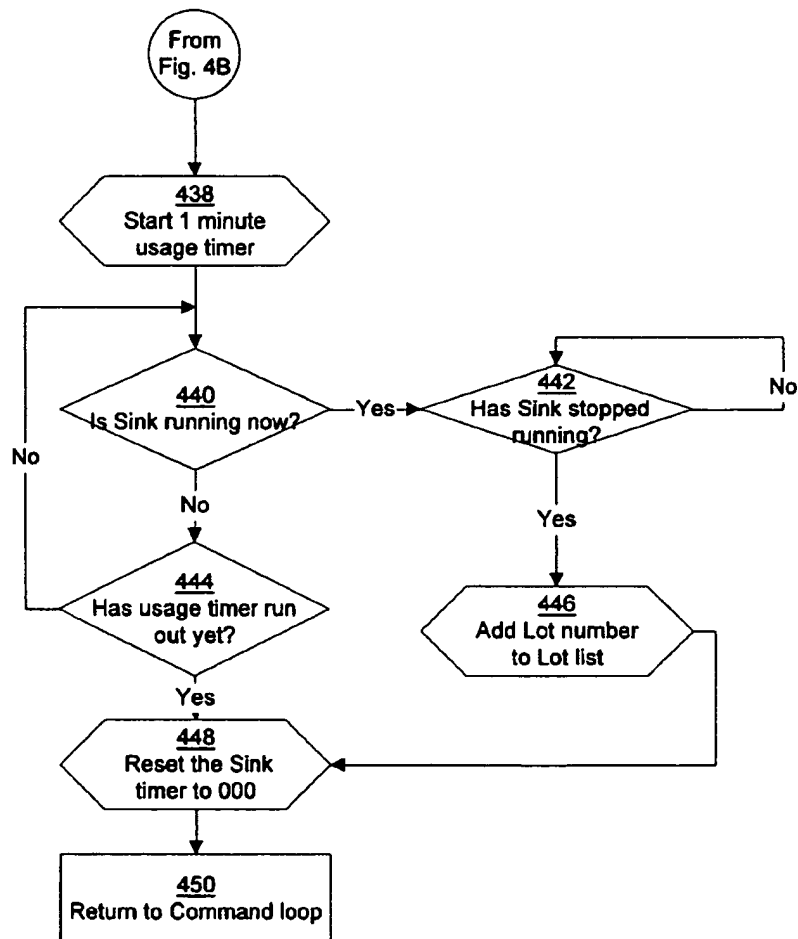 From
Fig. 4B
438
Start 1 minute
usage timer
440
Is Sink running now?
Yes
442
Has Sink stopped
running?
No
No
No
Yes
444
Has usage timer run
out yet?
446
Add Lot number
to Lot list
Yes
448
Reset the Sink
timer to 000
450
Return to Command loop